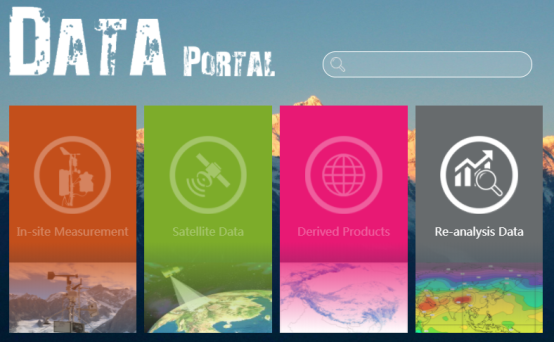 DATA PORTAL
In-site Measurement
Satellite Data
Derived Products
Re-analysis Data